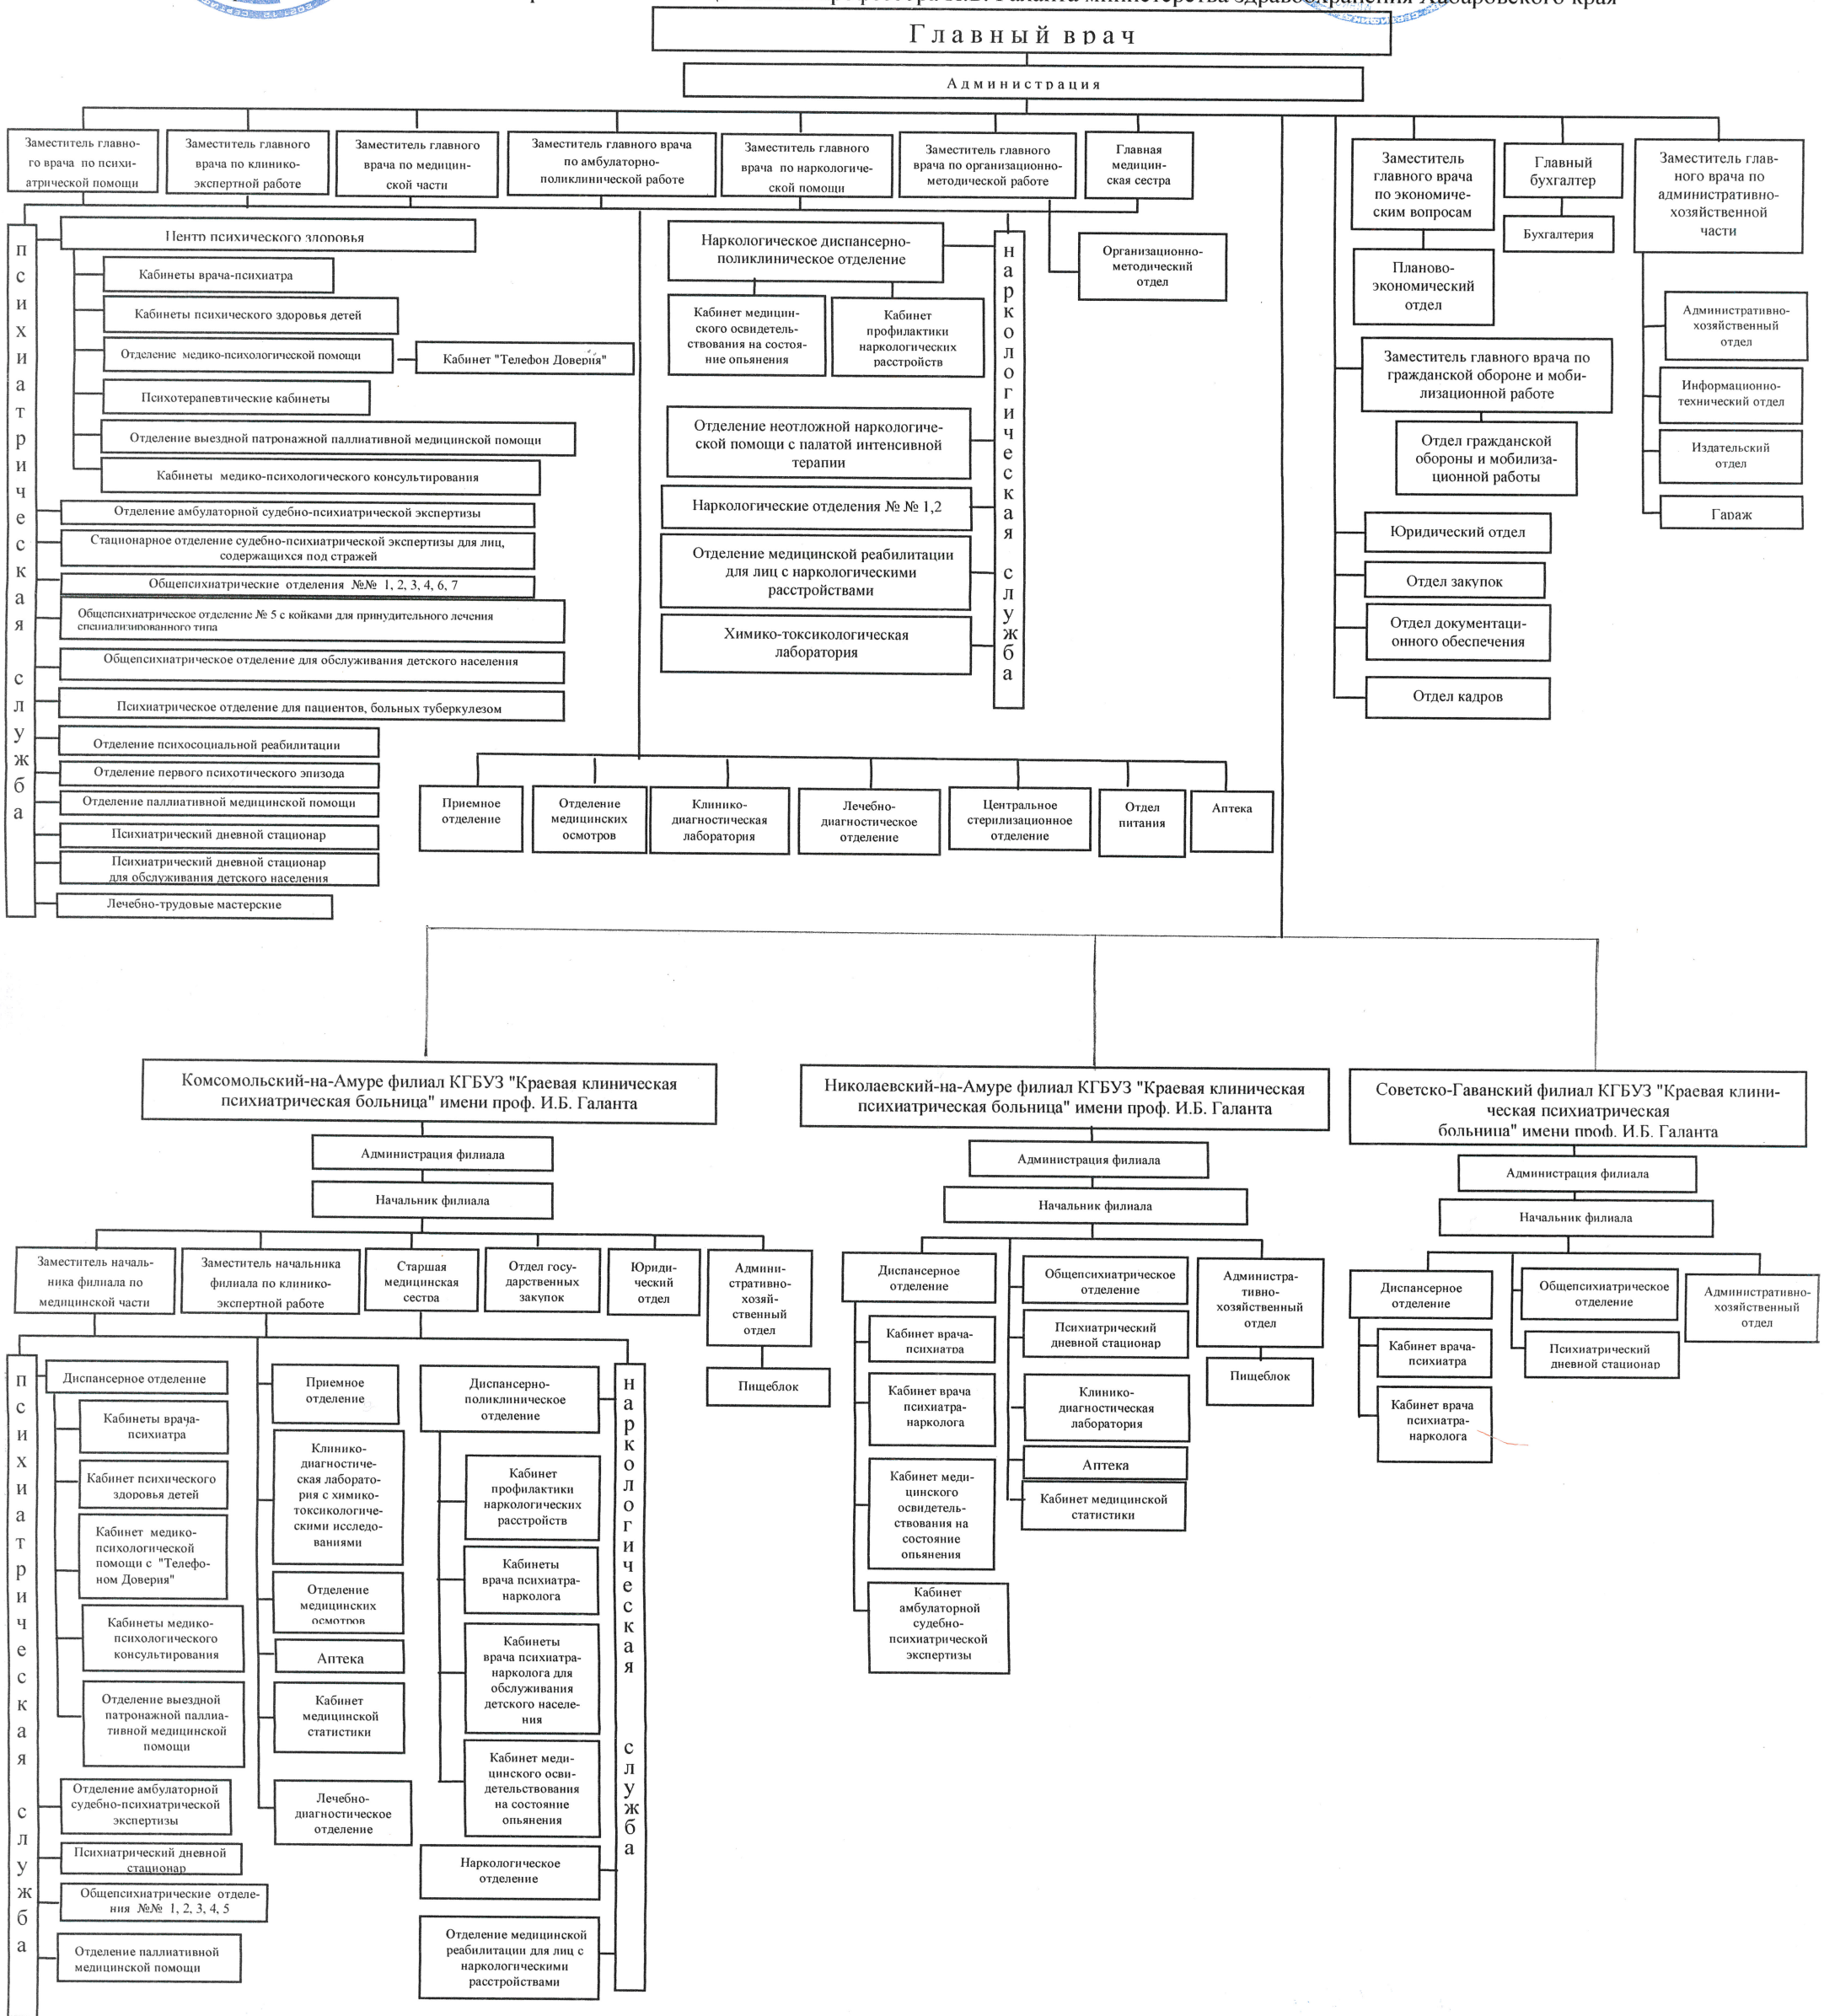 профессора И.Б. Галанта министерства здравоохранения Хабаровского края
Главный врач
Администрация
Заместитель главно-
го врача по психи-
атрической помощи
Заместитель главного
врача по клинико-
экспертной работе
Заместитель главного
врача по медицин-
ской части
Заместитель главного врача
по амбулаторно-
поликлинической работе
Заместитель главного
врача по наркологиче-
ской помощи
Заместитель главного
врача по организационно-
методической работе
Главная
медицин-
ская сестра
Заместитель
главного врача
по экономиче-
ским вопросам
Главный
бухгалтер
Заместитель глав-
ного врача по
административно-
хозяйственной
части
Бухгалтерия
Планово-
экономический
отдел
Организационно-
методический
отдел
психиатрическая служба
Центр психического здоровья
Кабинеты врача-психиатра
Кабинеты психического здоровья детей
Отделение медико-психологической помощи
Кабинет "Телефон Доверия"
Психотерапевтические кабинеты
Отделение выездной патронажной паллиативной медицинской помощи
Кабинеты медико-психологического консультирования
Отделение амбулаторной судебно-психиатрической экспертизы
Стационарное отделение судебно-психиатрической экспертизы для лиц,
содержащихся под стражей
Общепсихиатрические отделения №№ 1, 2, 3, 4, 6, 7
Общепсихиатрическое отделение № 5 с койками для принудительного лечения
специализированного типа
Общепсихиатрическое отделение для обслуживания детского населения
Психиатрическое отделение для пациентов, больных туберкулезом
Отделение психосоциальной реабилитации
Отделение первого психотического эпизода
Отделение паллиативной медицинской помощи
Психиатрический дневной стационар
Психиатрический дневной стационар
для обслуживания детского населения
Лечебно-трудовые мастерские
наркологическая служба
Наркологическое диспансерно-
поликлиническое отделение
Кабинет медицин-
ского освидетель-
ствования на состоя-
ние опьянения
Кабинет
профилактики
наркологических
расстройств
Отделение неотложной наркологиче-
ской помощи с палатой интенсивной
терапии
Наркологические отделения № № 1,2
Отделение медицинской реабилитации
для лиц с наркологическими
расстройствами
Химико-токсикологическая
лаборатория
Заместитель главного врача по
гражданской обороне и моби-
лизационной работе
Отдел гражданской
обороны и мобилиза-
ционной работы
Юридический отдел
Отдел закупок
Отдел документаци-
онного обеспечения
Отдел кадров
Административно-
хозяйственный
отдел
Информационно-
технический отдел
Издательский
отдел
Гараж
Приемное
отделение
Отделение
медицинских
осмотров
Клинико-
диагностическая
лаборатория
Лечебно-
диагностическое
отделение
Центральное
стерилизационное
отделение
Отдел
питания
Аптека
Комсомольский-на-Амуре филиал КГБУЗ "Краевая клиническая
психиатрическая больница" имени проф. И.Б. Галанта
Администрация филиала
Начальник филиала
Заместитель началь-
ника филиала по
медицинской части
Заместитель начальника
филиала по клинико-
экспертной работе
Старшая
медицинская
сестра
Отдел госу-
дарственных
закупок
Юриди-
ческий
отдел
Админи-
стративно-
хозяй-
ственный
отдел
Пищеблок
психиатрическая служба
Диспансерное отделение
Кабинеты врача-
психиатра
Кабинет психического
здоровья детей
Кабинет медико-
психологической
помощи с "Телефо-
ном Доверия"
Кабинеты медико-
психологического
консультирования
Отделение выездной
патронажной паллиа-
тивной медицинской
помощи
Отделение амбулаторной
судебно-психиатрической
экспертизы
Психиатрический дневной
стационар
Общепсихиатрические отделе-
ния №№ 1, 2, 3, 4, 5
Отделение паллиативной
медицинской помощи
Приемное
отделение
Клинико-
диагностиче-
ская лаборато-
рия с химико-
токсикологиче-
скими исследо-
ваниями
Отделение
медицинских
осмотров
Аптека
Кабинет
медицинской
статистики
Лечебно-
диагностическое
отделение
наркологическая служба
Диспансерно-
поликлиническое
отделение
Кабинет
профилактики
наркологических
расстройств
Кабинеты
врача психиатра-
нарколога
Кабинеты
врача психиатра-
нарколога для
обслуживания
детского населе-
ния
Кабинет меди-
цинского осви-
детельствования
на состояние
опьянения
Наркологическое
отделение
Отделение медицинской
реабилитации для лиц с
наркологическими
расстройствами
Николаевский-на-Амуре филиал КГБУЗ "Краевая клиническая
психиатрическая больница" имени проф. И.Б. Галанта
Администрация филиала
Начальник филиала
Диспансерное
отделение
Кабинет врача-
психиатра
Кабинет врача
психиатра-
нарколога
Кабинет меди-
цинского
освидетель-
ствования на
состояние
опьянения
Кабинет
амбулаторной
судебно-
психиатрической
экспертизы
Общепсихиатрическое
отделение
Психиатрический
дневной стационар
Клинико-
диагностическая
лаборатория
Аптека
Кабинет медицинской
статистики
Администра-
тивно-
хозяйственный
отдел
Пищеблок
Советско-Гаванский филиал КГБУЗ "Краевая клини-
ческая психиатрическая
больница" имени проф. И.Б. Галанта
Администрация филиала
Начальник филиала
Диспансерное
отделение
Кабинет врача-
психиатра
Кабинет врача
психиатра-
нарколога
Общепсихиатрическое
отделение
Психиатрический
дневной стационар
Административно-
хозяйственный
отдел